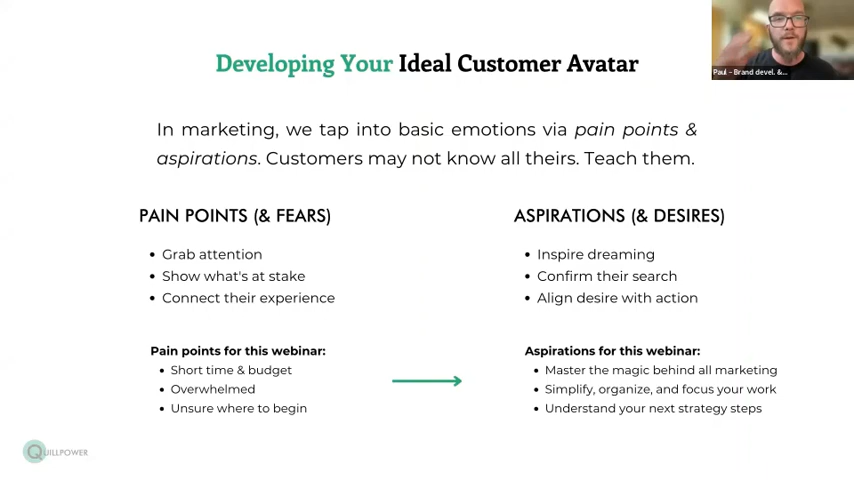 Developing Your Ideal Customer Avatar
Paul - Brand devel. &...
In marketing, we tap into basic emotions via pain points &
aspirations. Customers may not know all theirs. Teach them.
PAIN POINTS (& FEARS)
• Grab attention
• Show what's at stake
• Connect their experience
ASPIRATIONS (& DESIRES)
• Inspire dreaming
• Confirm their search
• Align desire with action
Pain points for this webinar:
• Short time & budget
• Overwhelmed
• Unsure where to begin
Aspirations for this webinar:
• Master the magic behind all marketing
• Simplify, organize, and focus your work
• Understand your next strategy steps
QUILLPOWER